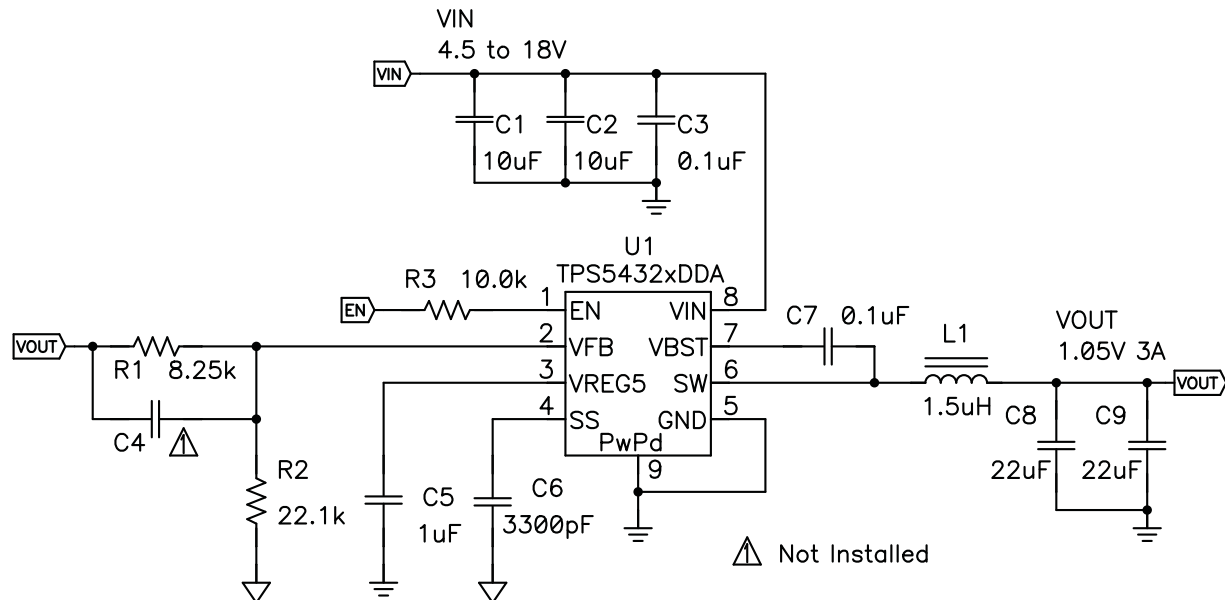 VIN
4.5 to 18V
VIN
C1
C2
C3
10uF
10uF
0.1uF
U1
TPS5432xDDA
R3 10.0k
EN
1
EN
VIN
8
C7
0.1uF
VOUT
R1
8.25k
2
VFB
VBST
7
L1
VOUT
1.05V 3A
3
VREG5
SW
6
1.5uH
VOUT
4
SS
GND
5
C8
C9
C4
1
PwPd
9
22uF
22uF
R2
22.1k
C5
1uF
C6
3300pF
1 Not Installed